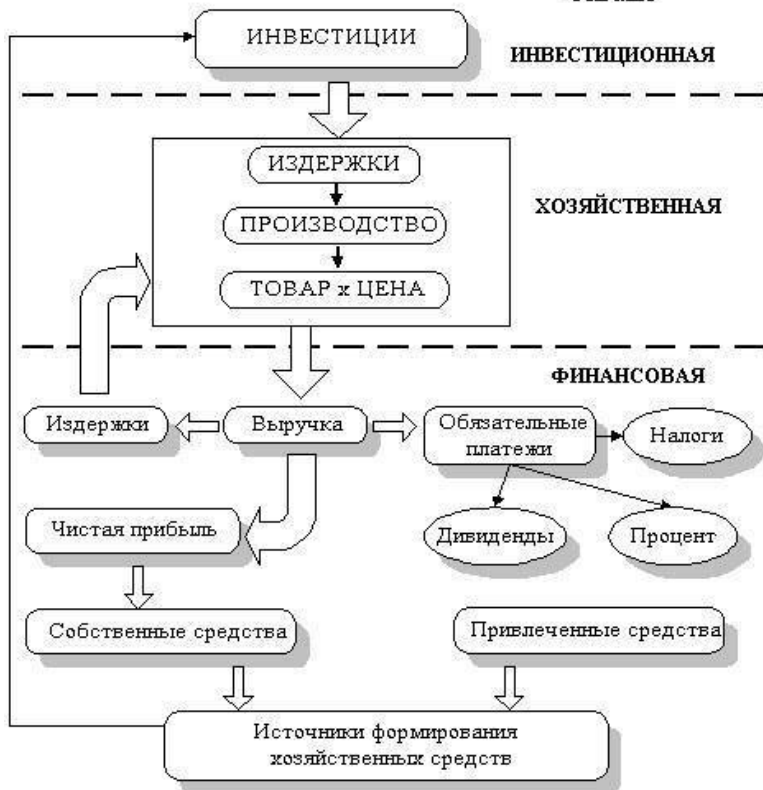 ИНВЕСТИЦИИ
ИНВЕСТИЦИОННАЯ
ИЗДЕРЖКИ
ПРОИЗВОДСТВО
ХОЗЯЙСТВЕННАЯ
ТОВАР x ЦЕНА
ФИНАНСОВАЯ
Издержки
Выручка
Обязательные
платежи
Налоги
Чистая прибыль
Дивиденды
Процент
Собственные средства
Привлеченные средства
Источники формирования
хозяйственных средств